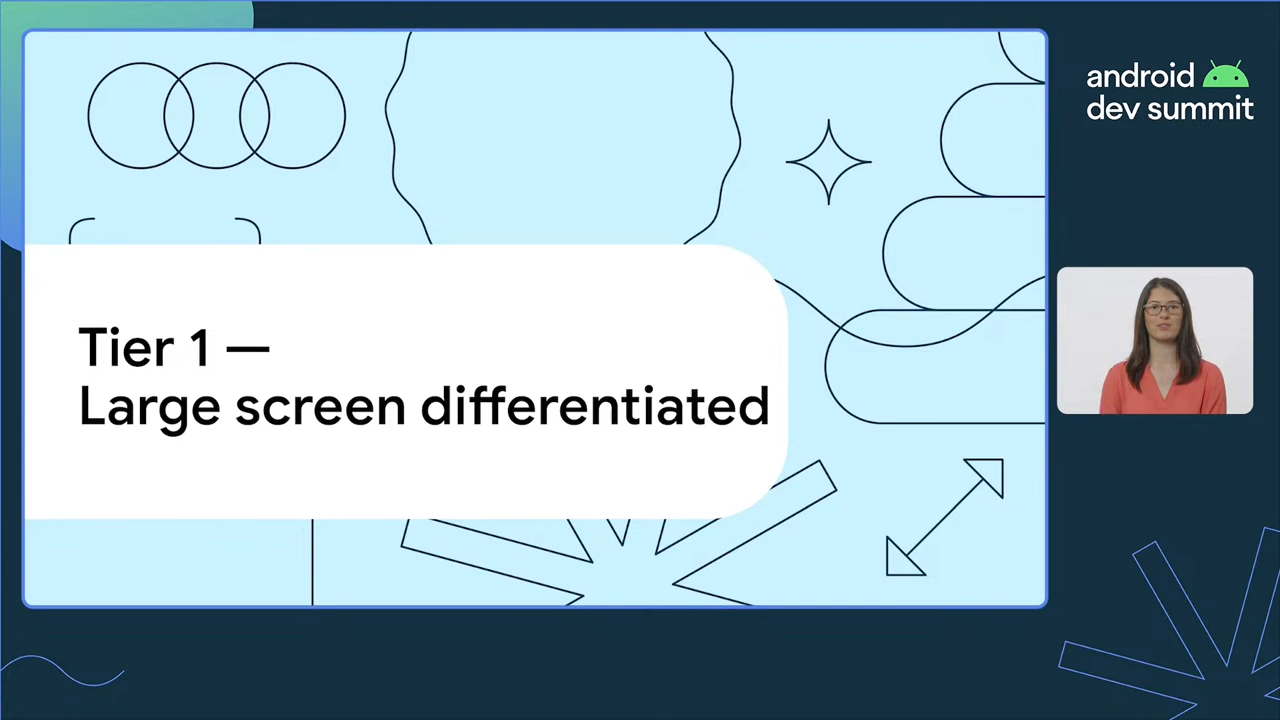 Tier 1 —
Large screen differentiated
android
dev summit